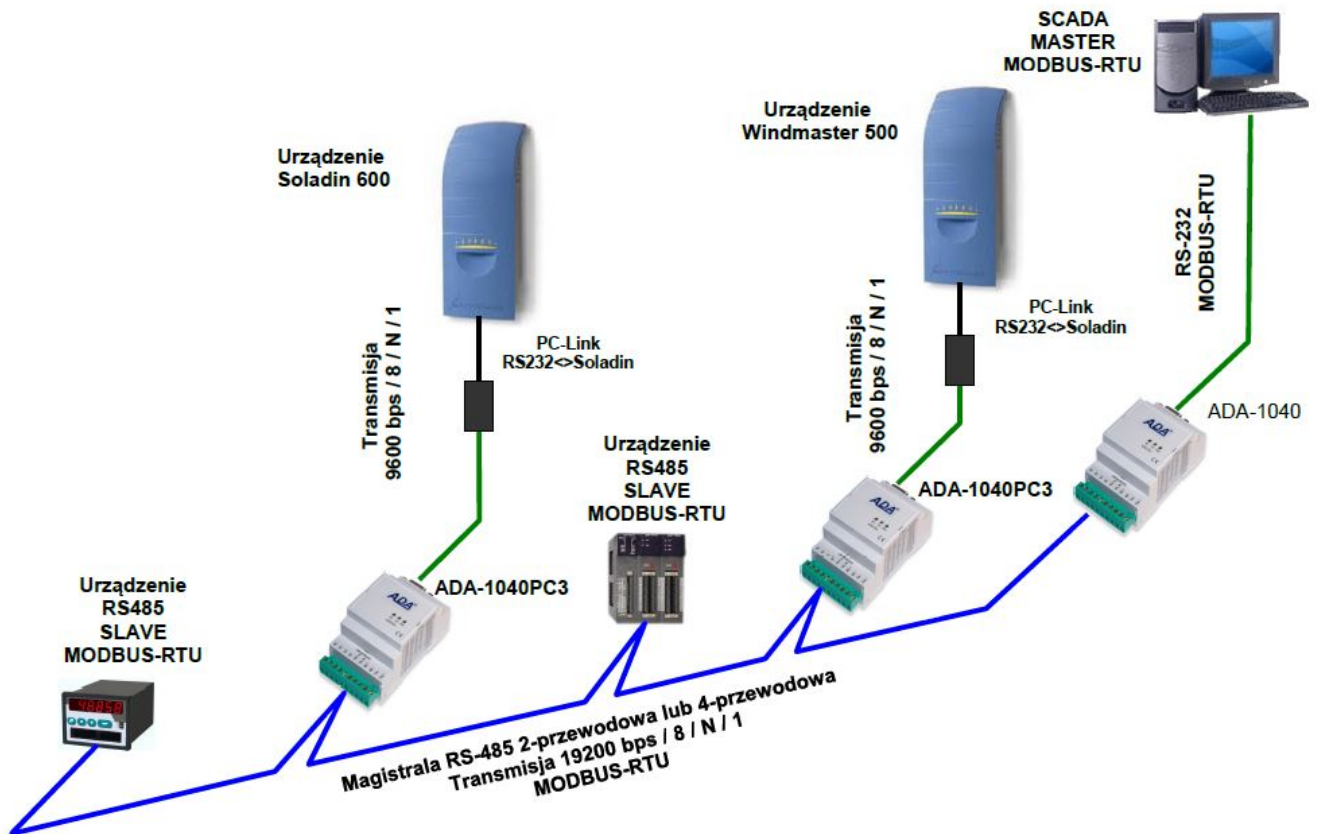 SCADA
MASTER
MODBUS-RTU
Urządzenie
Windmaster 500
Urządzenie
Soladin 600
RS-232
MODBUS-RTU
PC-Link
RS232<>Soladin
Transmisja
9600 bps / 8 / N / 1
PC-Link
RS232<>Soladin
Transmisja
9600 bps / 8 / N / 1
ADA-1040
ADA
Urządzenie
RS485
SLAVE
MODBUS-RTU
ADA-1040PC3
ADA
Urządzenie
RS485
SLAVE
MODBUS-RTU
ADA-1040PC3
ADA
Magistrala RS-485 2-przewodowa lub 4-przewodowa
Transmisja 19200 bps / 8 / N / 1
MODBUS-RTU